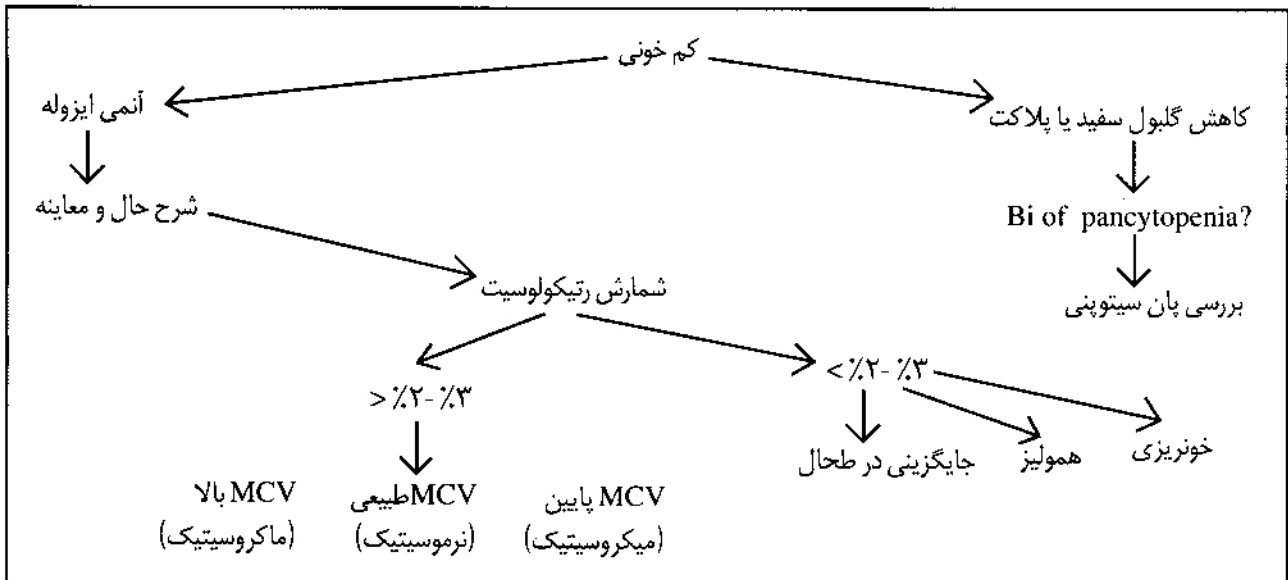 کم خونی
آنمی ایزوله
کاهش گلبول سفید یا پلاکت
شرح حال و معاینه
Bi of pancytopenia?
شمارش رتیکولوسیت
بررسی پان سیتوپنی
> %۲-%۳
< %۲-%۳
خونریزی
همولیز
جایگزینی در طحال
MCV پایین
(میکروسیتیک)
MCV طبیعی
(نرموسیتیک)
MCV بالا
(ماکروسیتیک)